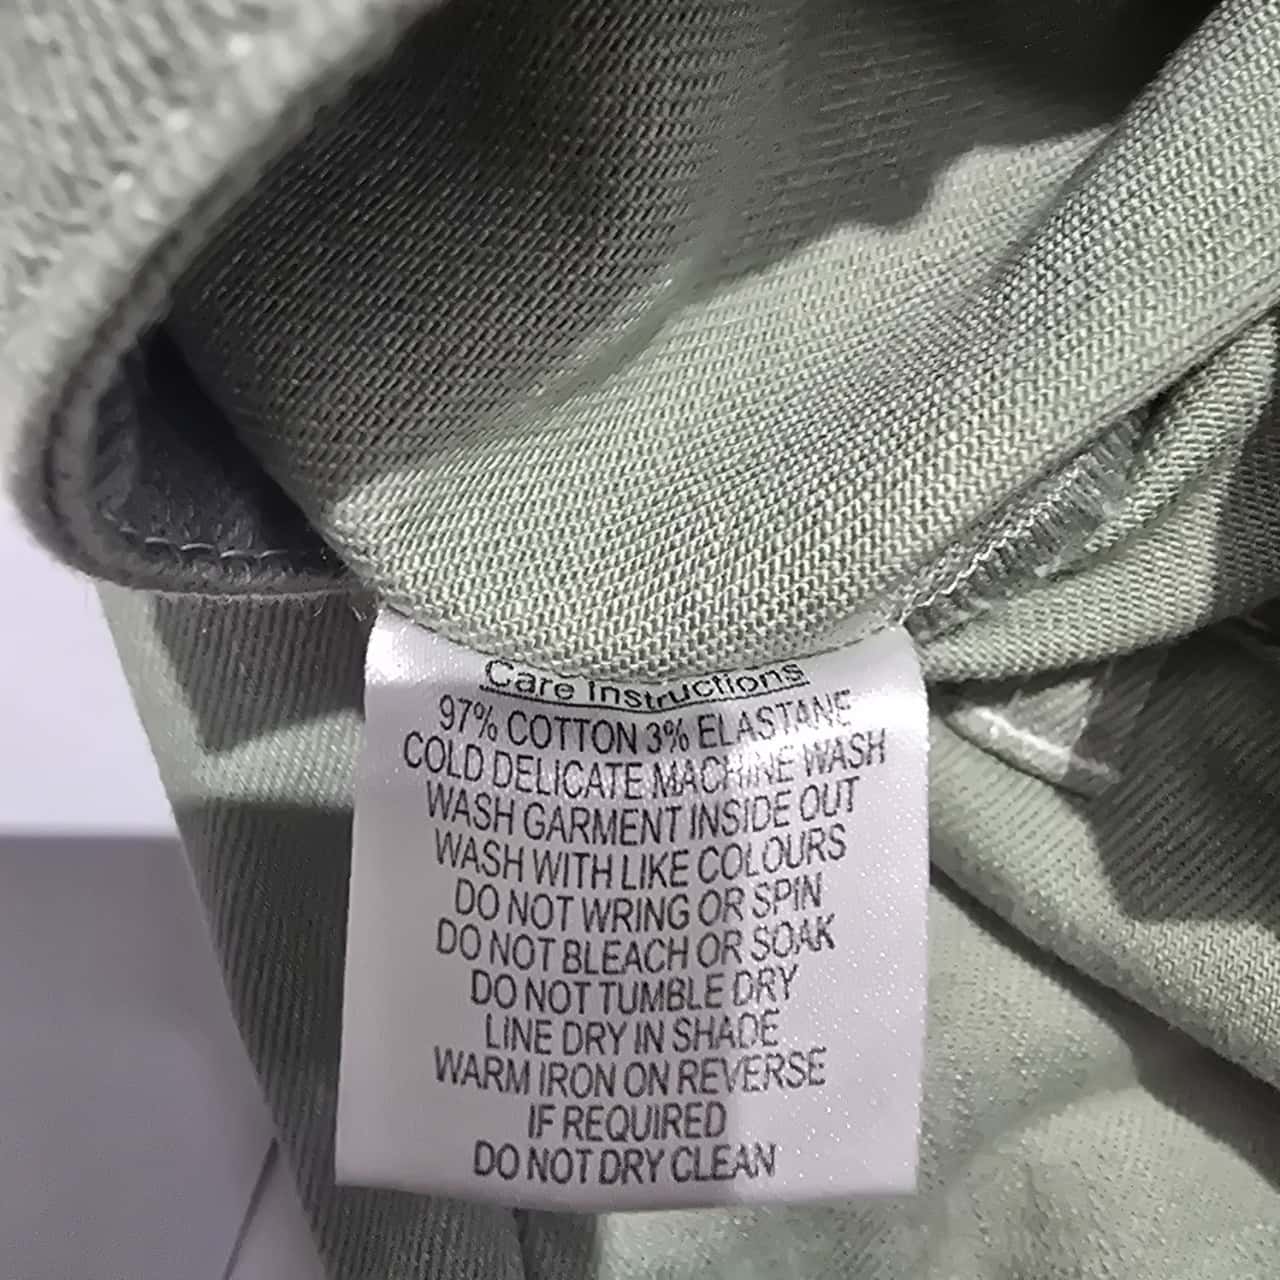 Care Instructions
97% COTTON 3% ELASTANE
COLD DELICATE MACHINE WASH
WASH GARMENT INSIDE OUT
WASH WITH LIKE COLOURS
DO NOT WRING OR SPIN
DO NOT BLEACH OR SOAK
DO NOT TUMBLE DRY
LINE DRY IN SHADE
WARM IRON ON REVERSE
IF REQUIRED
DO NOT DRY CLEAN